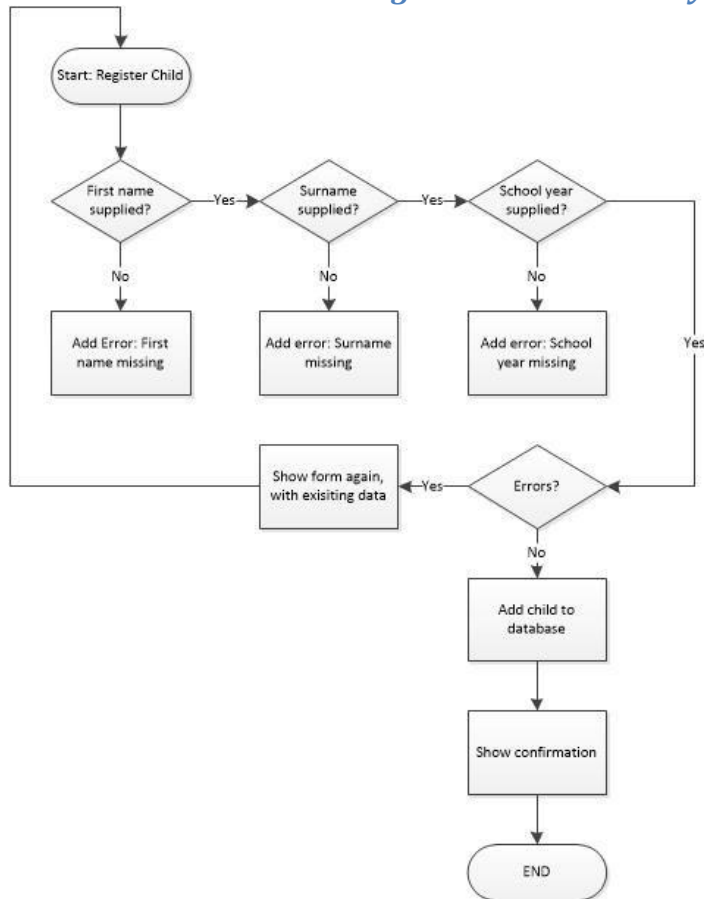 Start: Register Child
First name
supplied?
Yes
Surname
supplied?
Yes
School year
supplied?
No
No
No
Add Error: First
name missing
Add error: Surname
missing
Add error: School
year missing
Yes
Show form again,
with exisiting data
Yes
Errors?
No
Add child to
database
Show confirmation
END